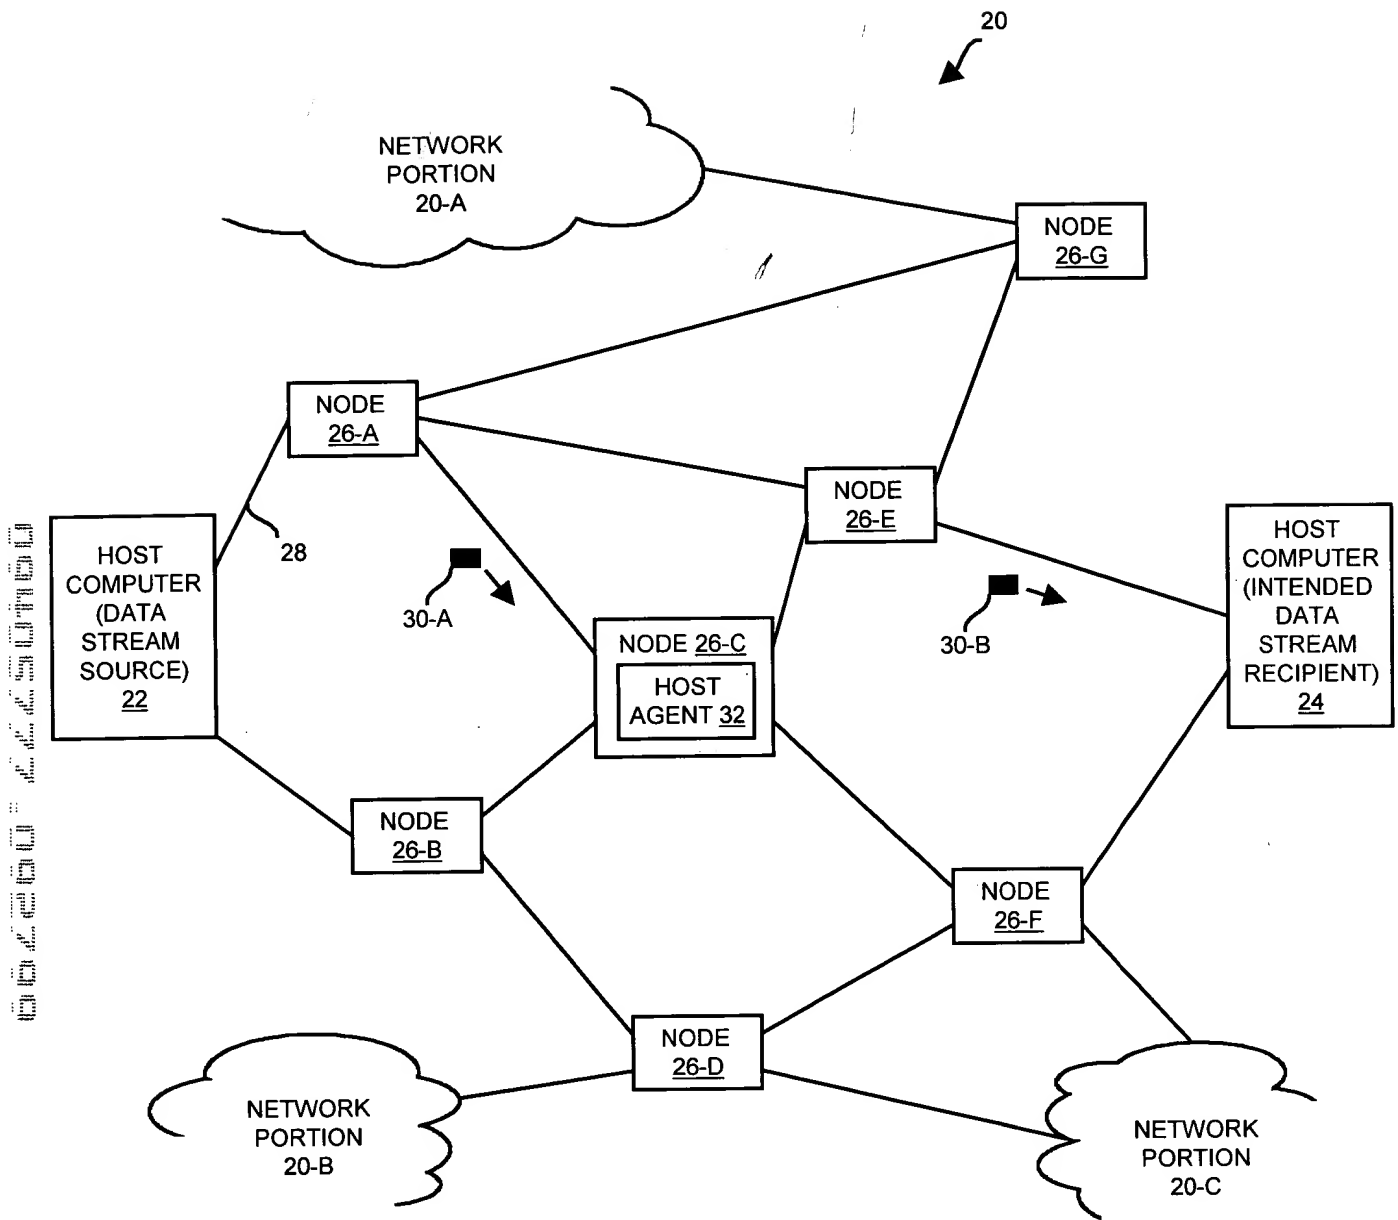 20
NETWORK
PORTION
20-A
NODE
26-G
NODE
26-A
NODE
26-E
28
HOST
COMPUTER
(DATA
STREAM
SOURCE)
22
30-A
30-B
HOST
COMPUTER
(INTENDED
DATA
STREAM
RECIPIENT)
24
NODE 26-C
HOST
AGENT 32
NODE
26-B
NODE
26-F
NODE
26-D
NETWORK
PORTION
20-B
NETWORK
PORTION
20-C